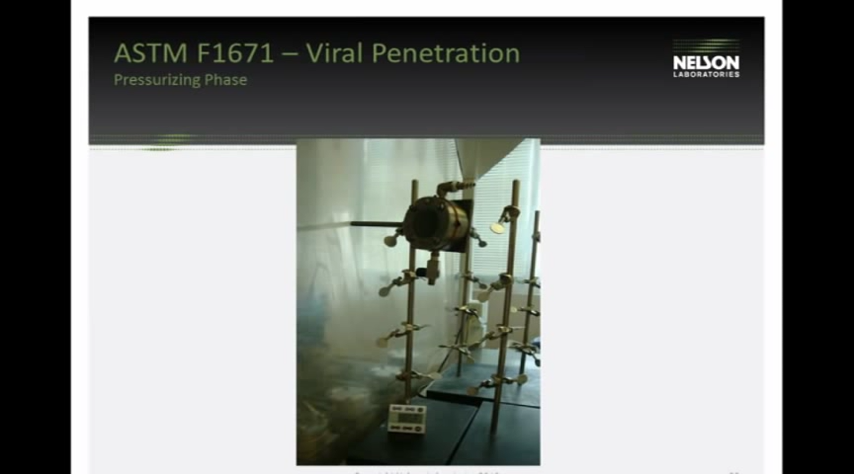 ASTM F1671 – Viral Penetration
Pressurizing Phase
NELSON
LABORATORIES